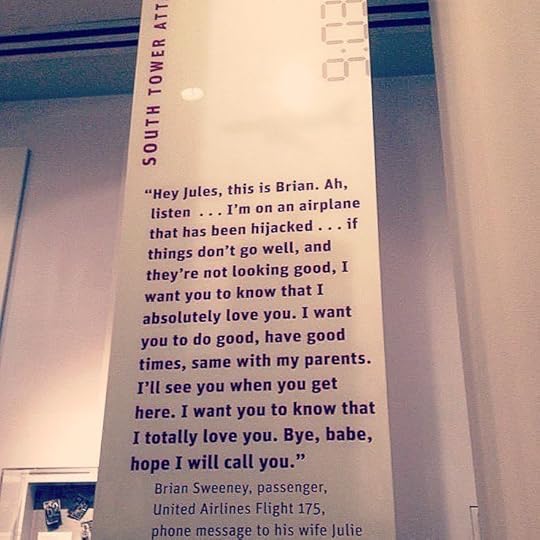 SOUTH TOWER ATT
9:03
“Hey Jules, this is Brian. Ah,
listen . . . I’m on an airplane
that has been hijacked . . . if
things don’t go well, and
they’re not looking good, I
want you to know that I
absolutely love you. I want
you to do good, have good
times, same with my parents.
I’ll see you when you get
here. I want you to know that
I totally love you. Bye, babe,
hope I will call you.”
Brian Sweeney, passenger,
United Airlines Flight 175,
phone message to his wife Julie